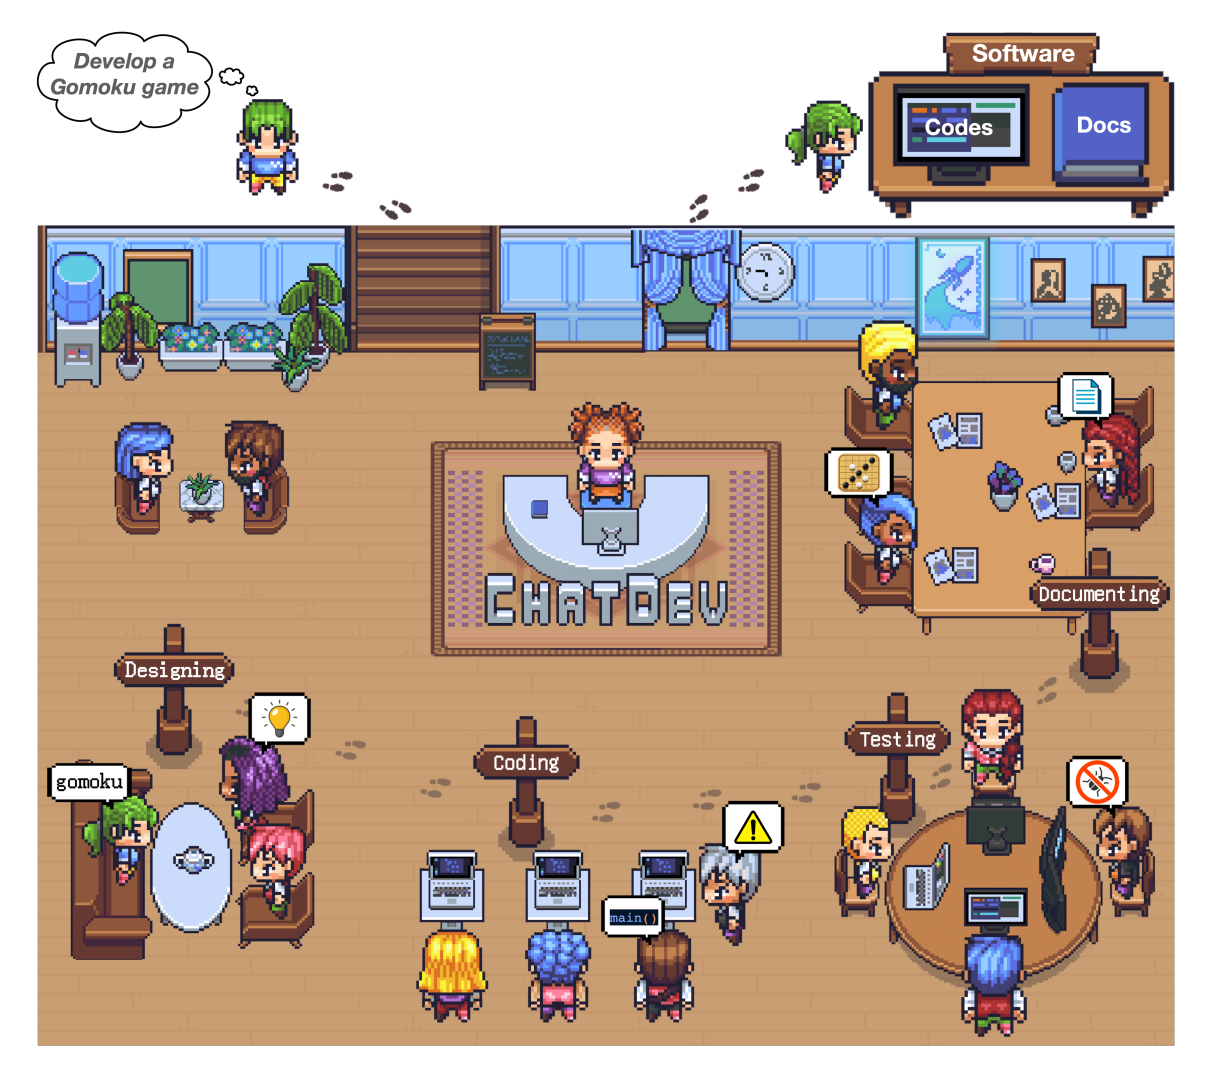 Develop a
Gomoku game
Software
Codes
Docs
CHATDEV
Documenting
Designing
gomoku
Coding
Testing
main()